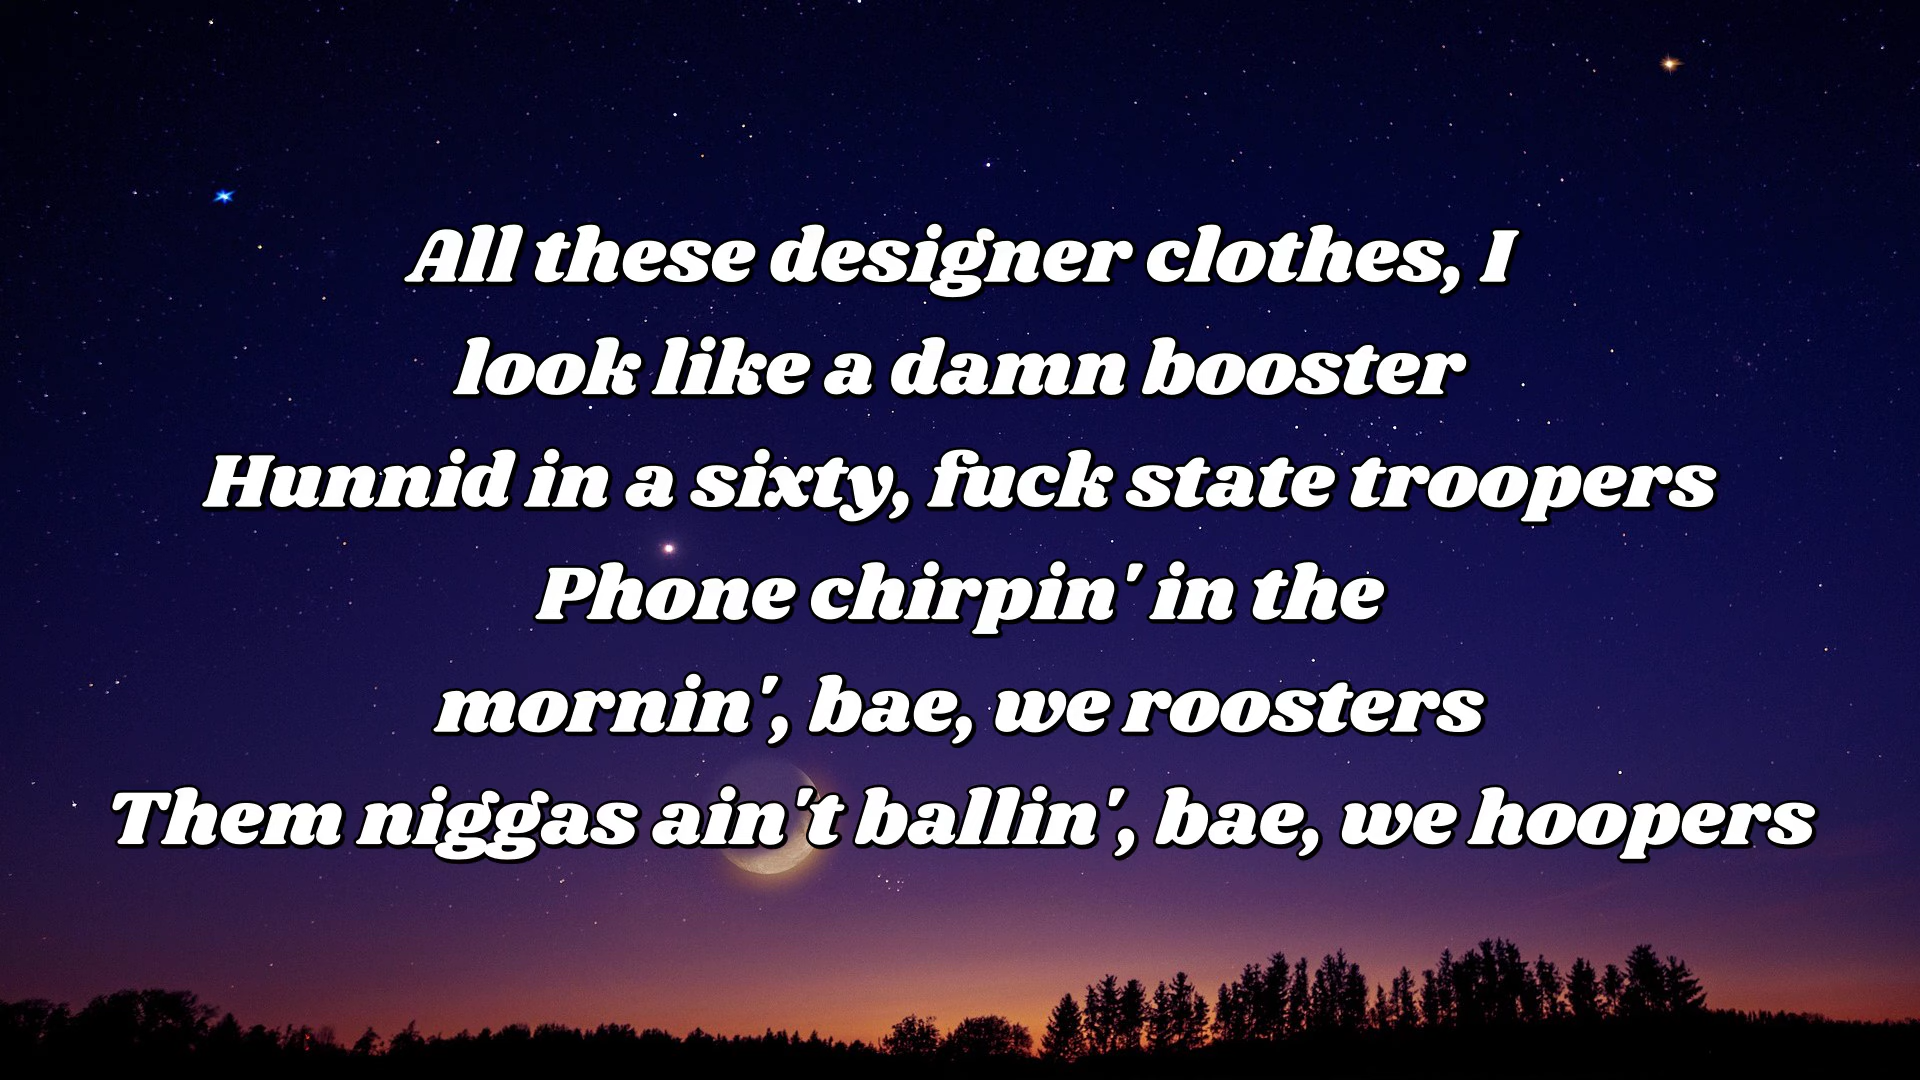 All these designer clothes, I
look like a damn booster
Hunnid in a sixty, fuck state troopers
Phone chirpin' in the
mornin', bae, we roosters
Them niggas ain't ballin', bae, we hoopers